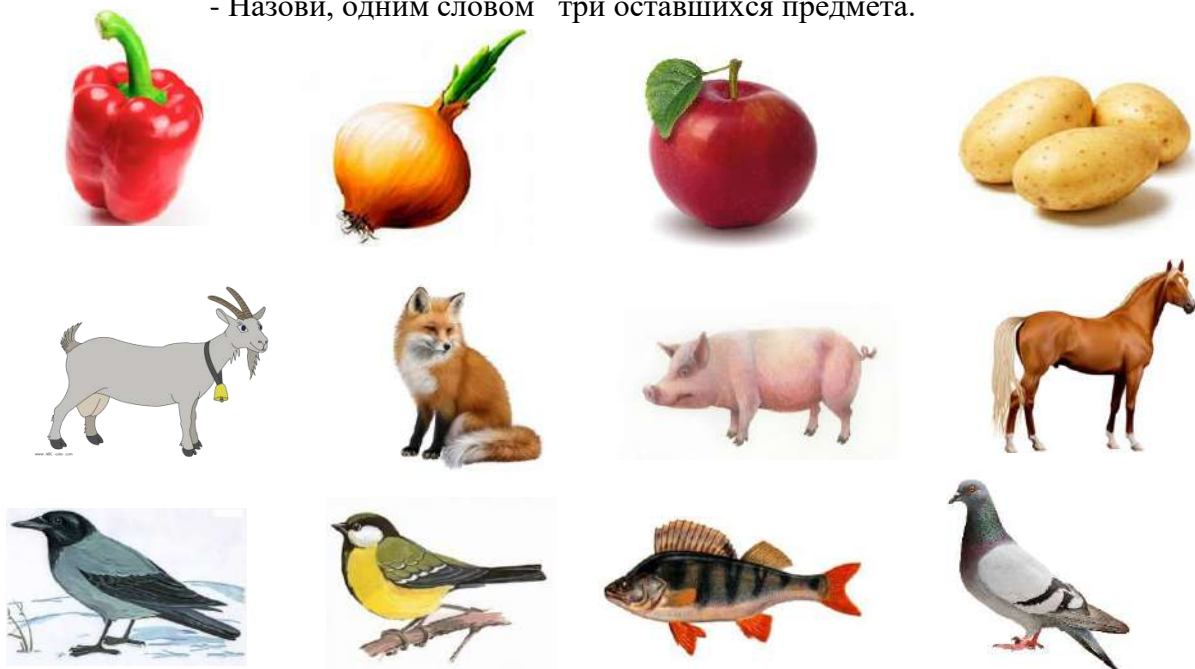 - Назови, одним словом три оставшихся предмета.